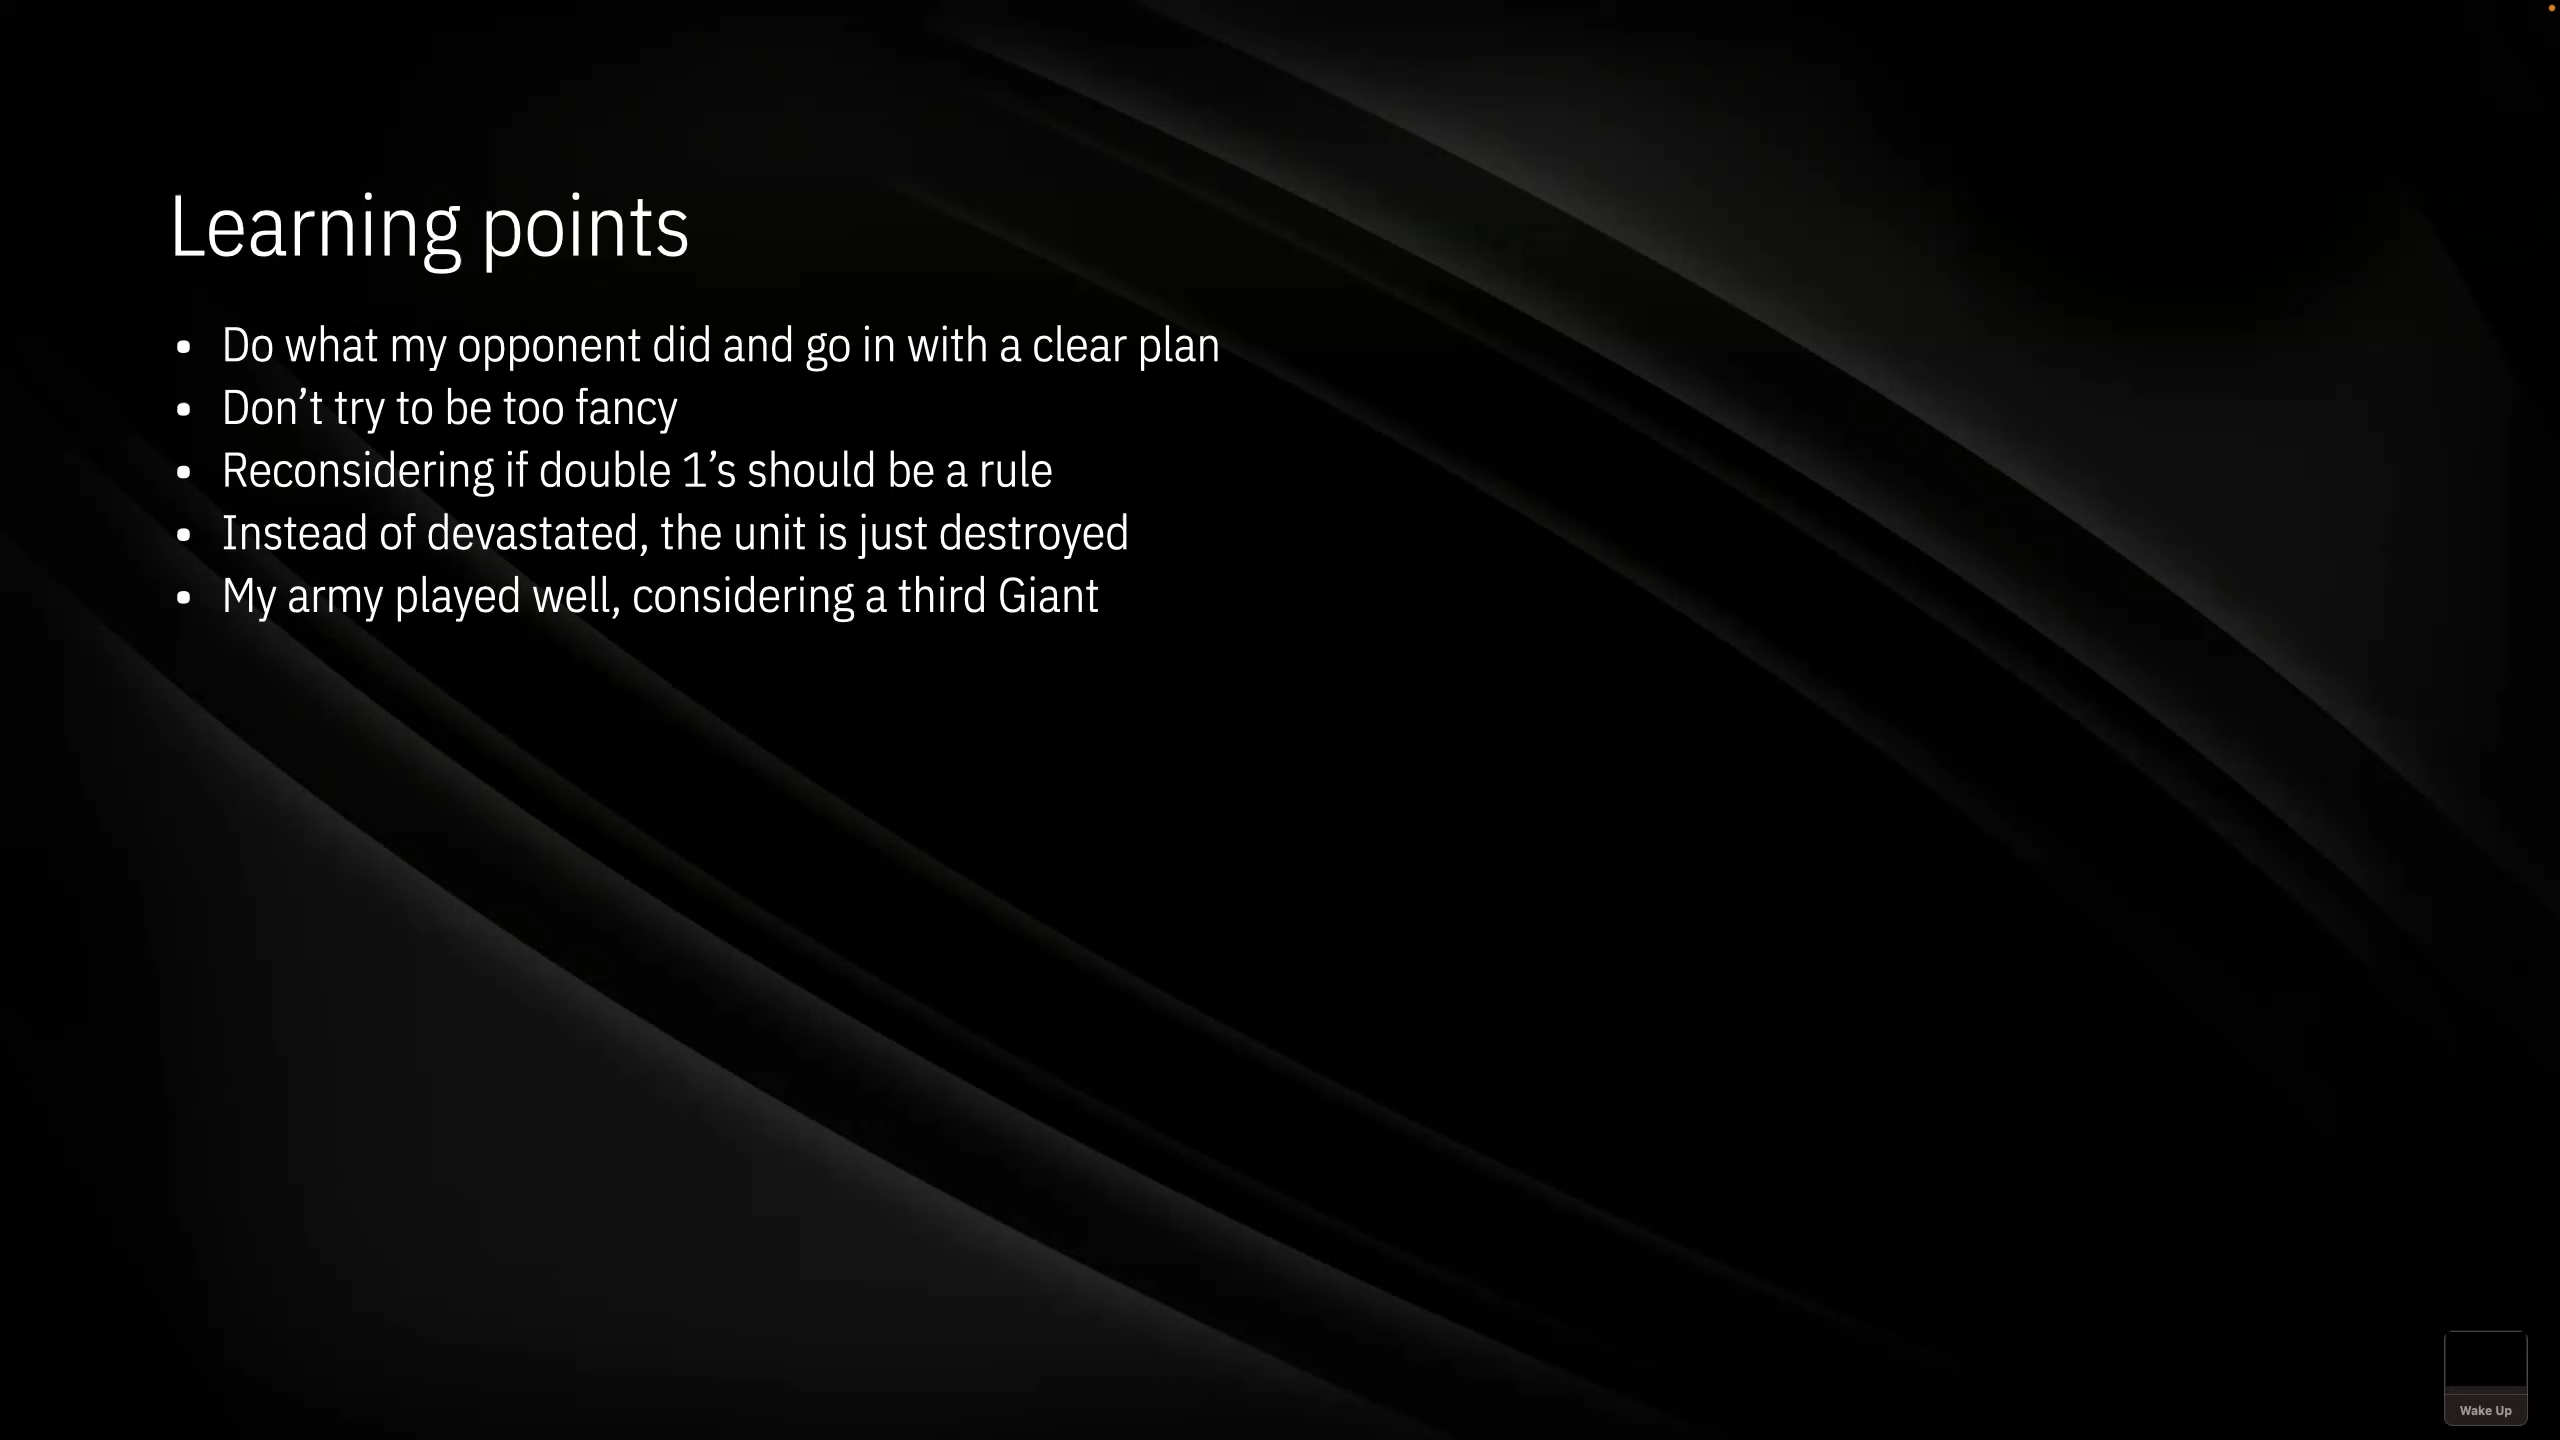 Learning points
• Do what my opponent did and go in with a clear plan
• Don’t try to be too fancy
• Reconsidering if double 1’s should be a rule
• Instead of devastated, the unit is just destroyed
• My army played well, considering a third Giant
Wake Up